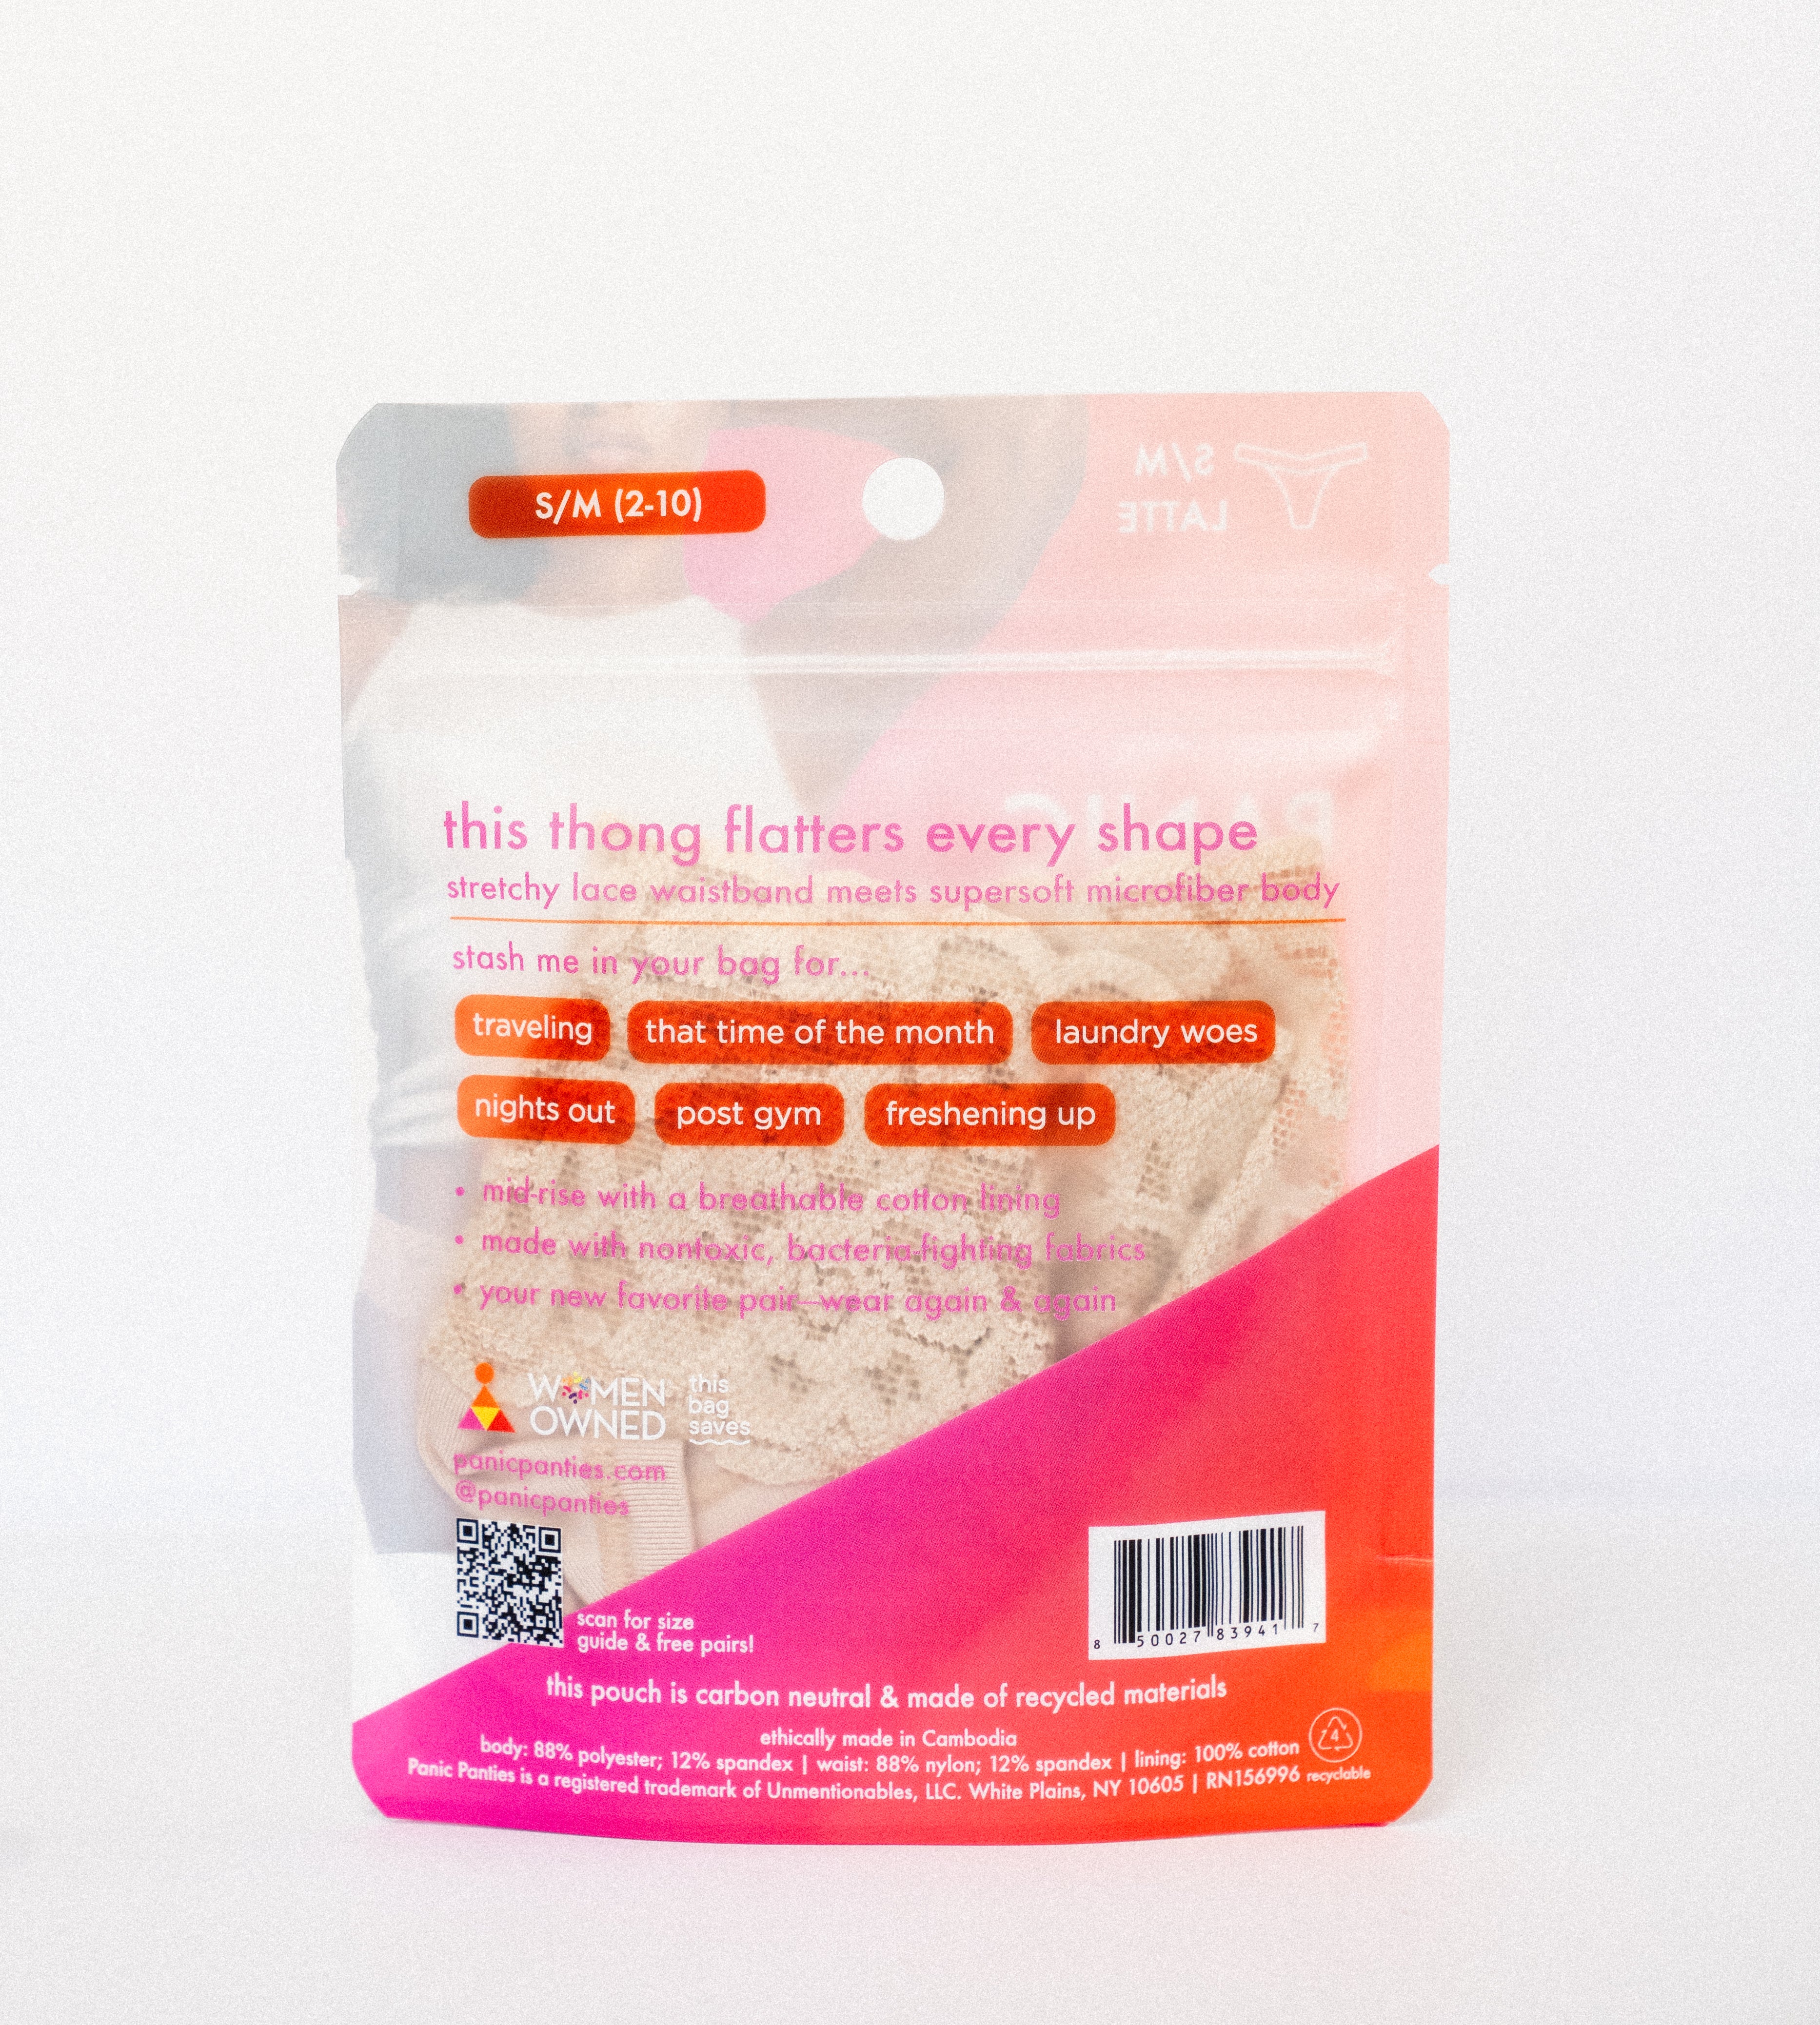 S/M (2-10)
S/M
LATTE
this thong flatters every shape
stretchy lace waistband meets supersoft microfiber body
stash me in your bag for...
traveling
that time of the month
laundry woes
nights out
post gym
freshening up
• mid-rise with a breathable cotton lining
• made with nontoxic, bacteria-fighting fabrics
• your new favorite pair—wear again & again
WOMEN
OWNED
this
bag
saves
panicpanties.com
@panicpanties
scan for size
guide & free pairs!
8 50027 83941 7
this pouch is carbon neutral & made of recycled materials
ethically made in Cambodia
body: 88% polyester; 12% spandex | waist: 88% nylon; 12% spandex | lining: 100% cotton
4
recyclable
Panic Panties is a registered trademark of Unmentionables, LLC. White Plains, NY 10605 | RN156996